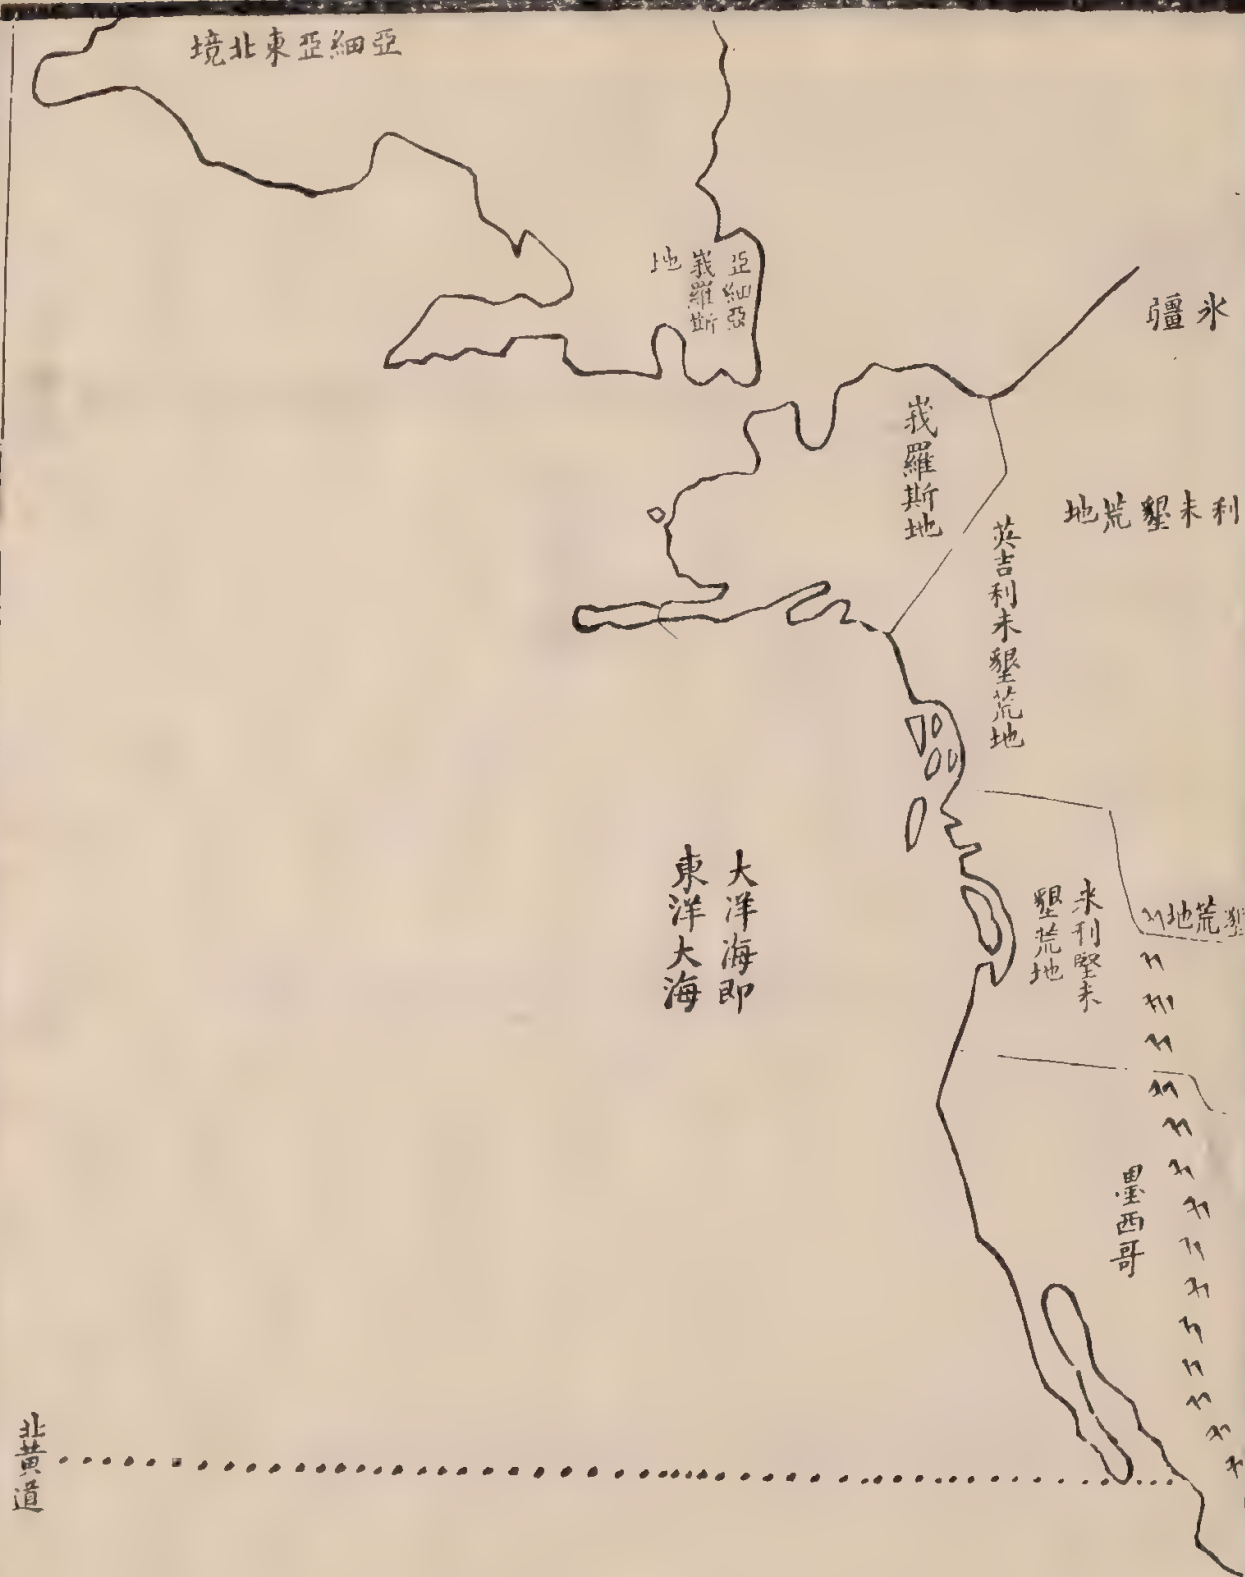 亞細亞東北境
亞細亞
峩羅斯
地
氷疆
峩羅斯地
利未墾荒地
英吉利未墾荒地
大洋海即
東洋大海
米利堅未
墾荒地
墾荒地
墨西哥
北黃道